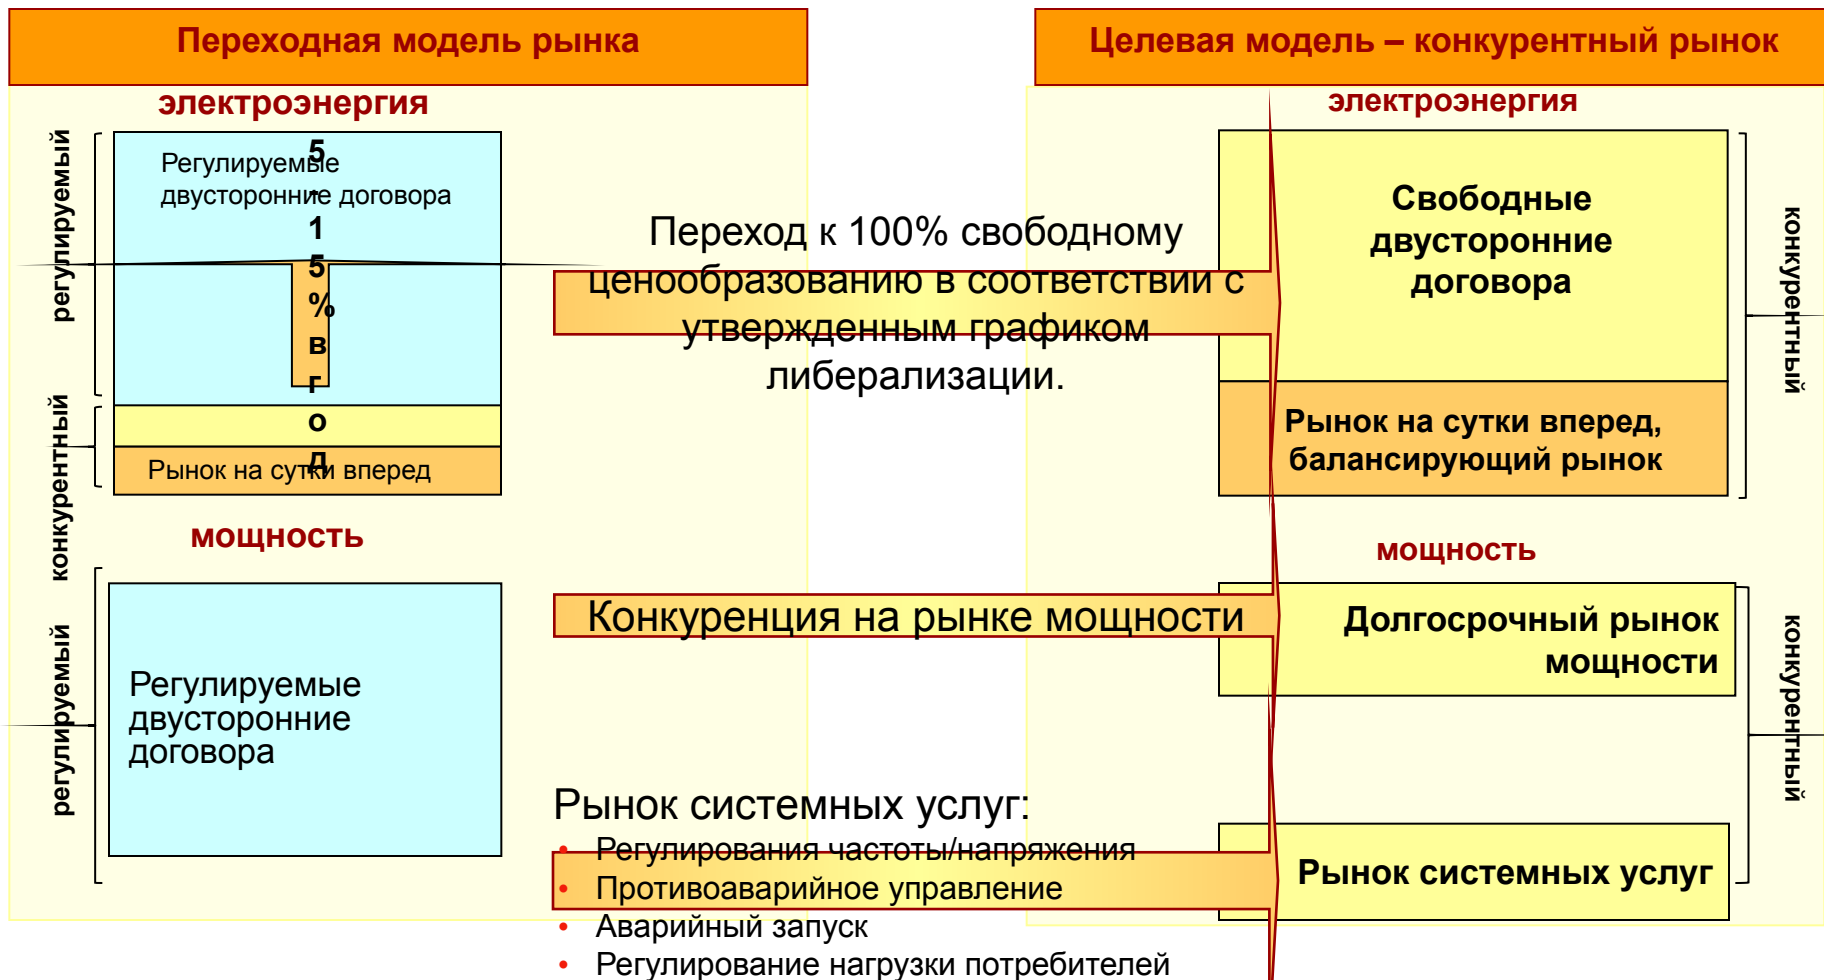 Переходная модель рынка
электроэнергия
регулируемый
Регулируемые
двусторонние договора
5-15% в год
конкурентный
Рынок на сутки вперед
мощность
регулируемый
Регулируемые
двусторонние
договора
Переход к 100% свободному
ценообразованию в соответствии с
утвержденным графиком
либерализации.
Конкуренция на рынке мощности
Рынок системных услуг:
• Регулирования частоты/напряжения
• Противоаварийное управление
• Аварийный запуск
• Регулирование нагрузки потребителей
Целевая модель – конкурентный рынок
электроэнергия
Свободные
двусторонние
договора
Рынок на сутки вперед,
балансирующий рынок
конкурентный
мощность
Долгосрочный рынок
мощности
Рынок системных услуг
конкурентный